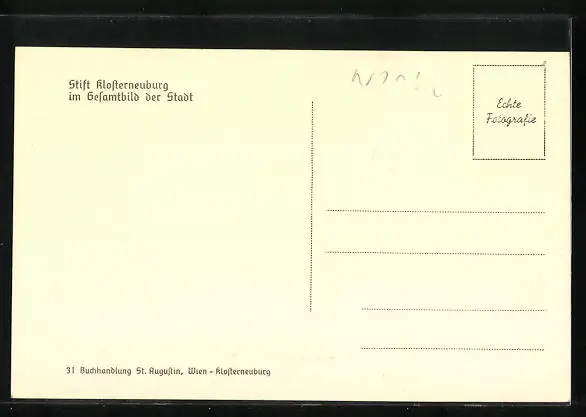 Stift Kloſterneuburg
im Geſamtbild der Stadt
Echte
Fotografie
31 Buchhandlung St. Auguſtin, Wien - Kloſterneuburg